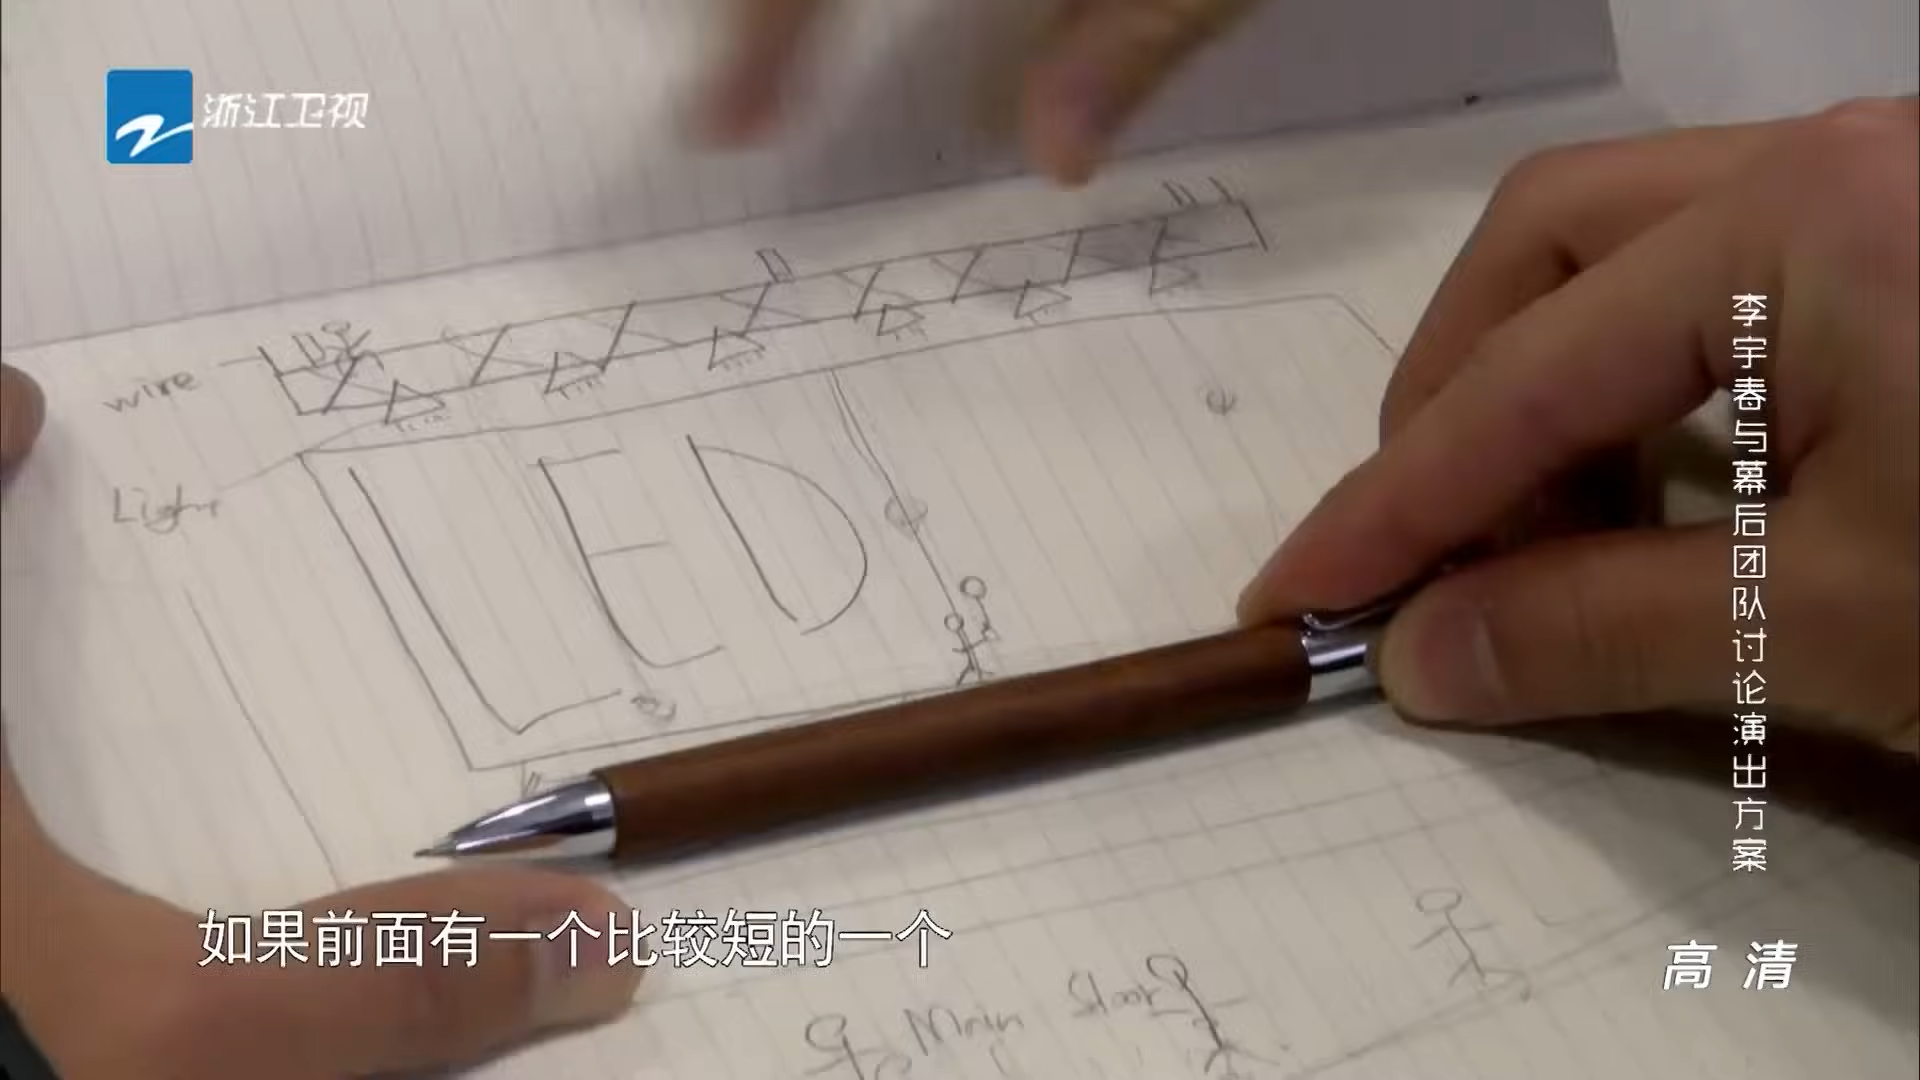 浙江卫视
wire
Light
LED
李宇春与幕后团队讨论演出方案
如果前面有一个比较短的一个
高清
Main floor